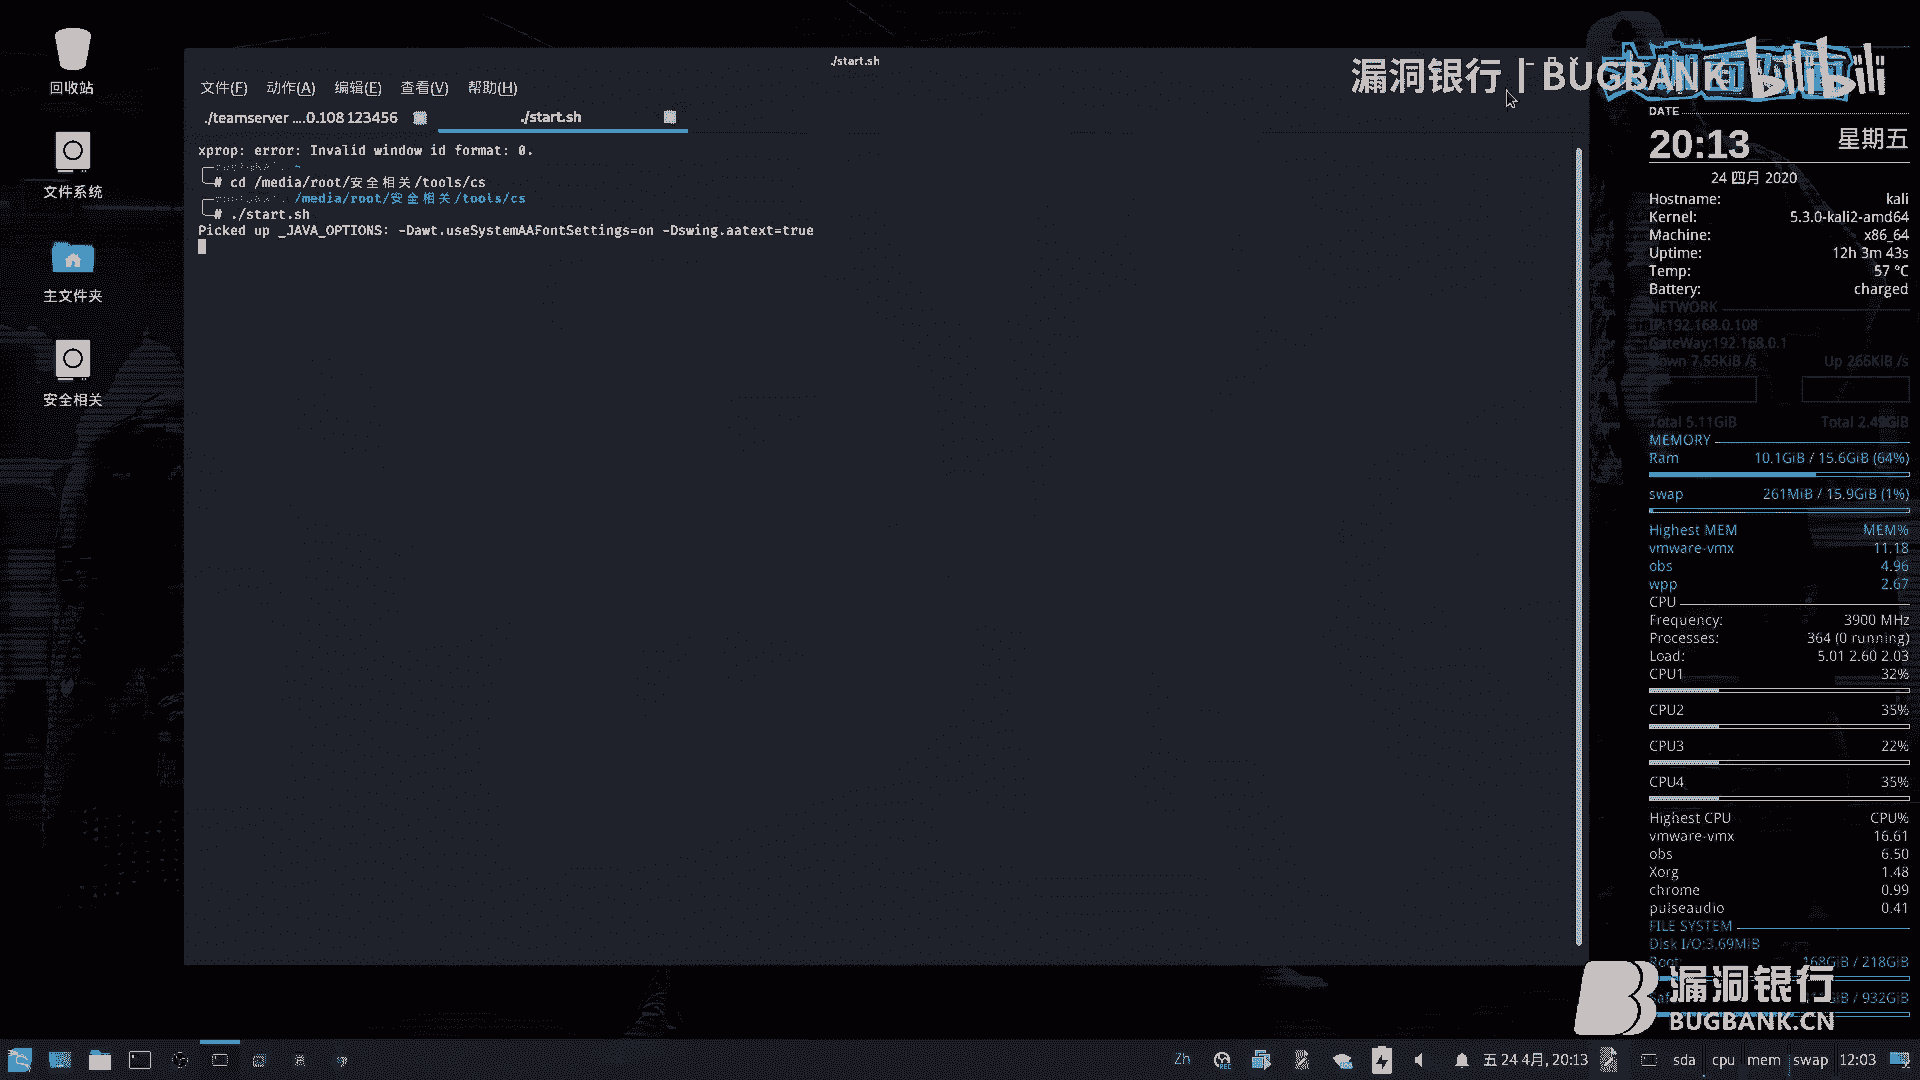 回收站
文件系统
主文件夹
安全相关
./start.sh
文件(F) 动作(A) 编辑(E) 查看(V) 帮助(H)
./teamserver ....0.108 123456
./start.sh
xprop: error: Invalid window id format: 0.
# cd /media/root/安全相关/tools/cs
/media/root/安全相关/tools/cs
# ./start.sh
Picked up _JAVA_OPTIONS: -Dawt.useSystemAAFontSettings=on -Dswing.aatext=true
漏洞银行 | BUGBANK
bilibili
DATE
20:13 星期五
24 四月 2020
Hostname: kali
Kernel: 5.3.0-kali2-amd64
Machine: x86_64
Uptime: 12h 3m 43s
Temp: 57 °C
Battery: charged
NETWORK
IP:192.168.0.108
GateWay:192.168.0.1
Down 7.55KiB /s Up 266KiB /s
Total 5.11GiB Total 2.49GiB
MEMORY
Ram 10.1GiB / 15.6GiB (64%)
swap 261MiB / 15.9GiB (1%)
Highest MEM MEM%
vmware-vmx 11.18
obs 4.96
wpp 2.67
CPU
Frequency: 3900 MHz
Processes: 364 (0 running)
Load: 5.01 2.60 2.03
CPU1 32%
CPU2 35%
CPU3 22%
CPU4 35%
Highest CPU CPU%
vmware-vmx 16.61
obs 6.50
Xorg 1.48
chrome 0.99
pulseaudio 0.41
FILE SYSTEM
Disk I/O:3.69MiB
Root: 168GiB / 218GiB
/ 932GiB
漏洞银行
BUGBANK.CN
Zh
五 24 4月, 20:13
sda cpu mem swap 12:03